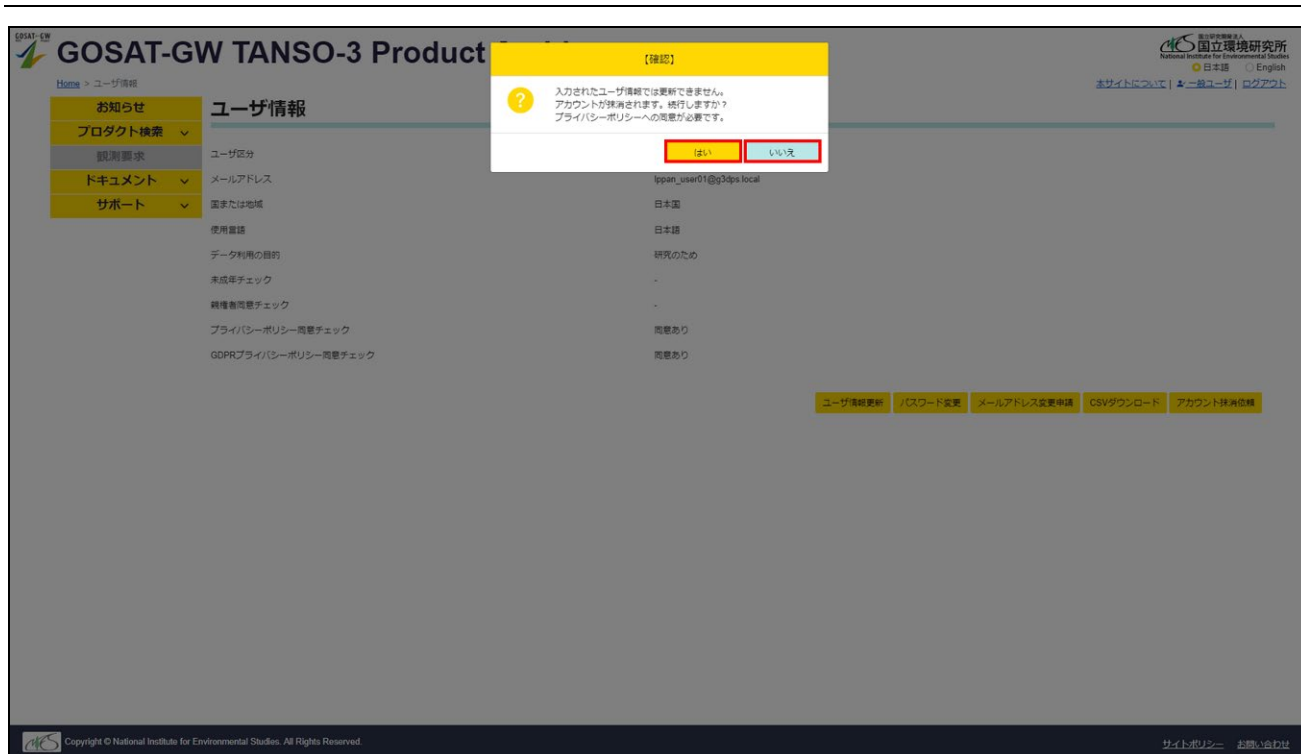 GOSAT-GW
GOSAT-GW TANSO-3 Product
国立研究開発法人
国立環境研究所
National Institute for Environmental Studies
日本語 English
Home > ユーザ情報
本サイトについて | 一般ユーザ | ログアウト
【確認】
入力されたユーザ情報では更新できません。
アカウントが抹消されます。続行しますか？
プライバシーポリシーへの同意が必要です。
はい いいえ
お知らせ
プロダクト検索
観測要求
ドキュメント
サポート
ユーザ情報
ユーザ区分
メールアドレス Ippan_user01@g3dps.local
国または地域 日本国
使用言語 日本語
データ利用の目的 研究のため
未成年チェック -
親権者同意チェック -
プライバシーポリシー同意チェック 同意あり
GDPRプライバシーポリシー同意チェック 同意あり
ユーザ情報更新 パスワード変更 メールアドレス変更申請 CSVダウンロード アカウント抹消依頼
Copyright © National Institute for Environmental Studies. All Rights Reserved.
サイトポリシー お問い合わせ